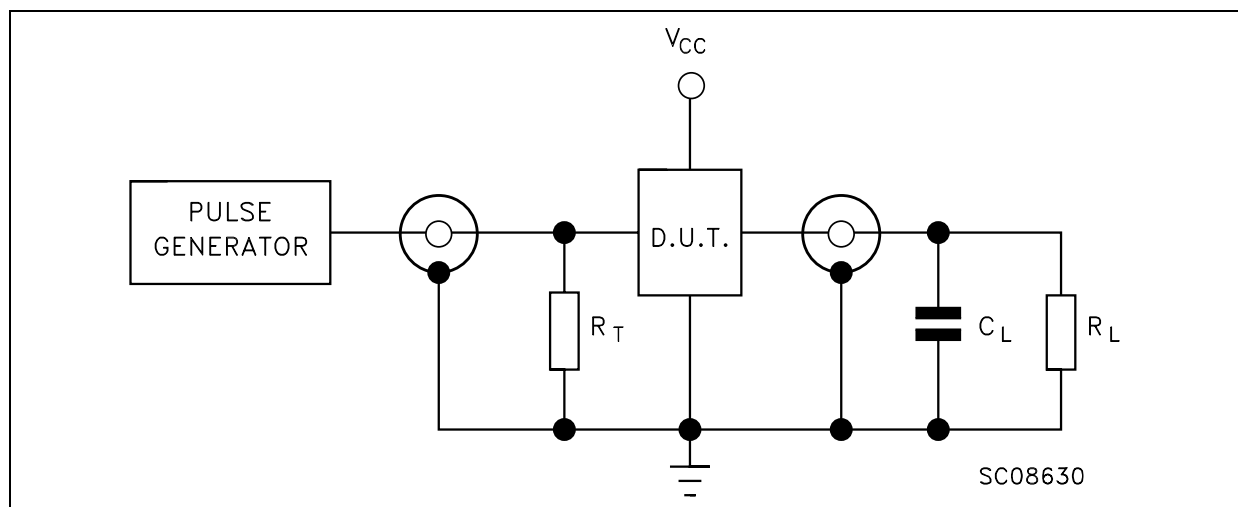 VCC
PULSE
GENERATOR
D.U.T.
RT
CL
RL
SC08630